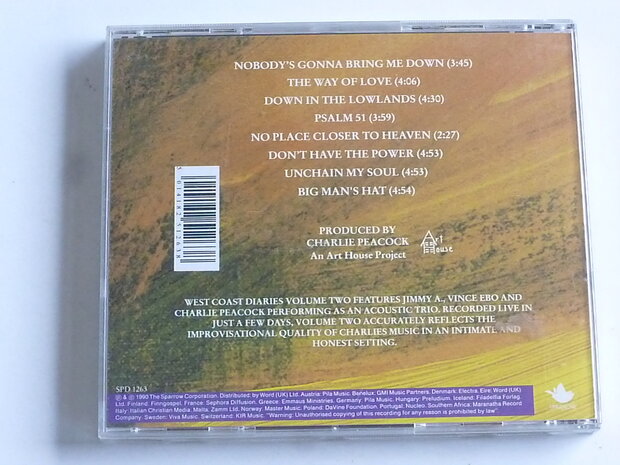 NOBODY'S GONNA BRING ME DOWN (3:45)
THE WAY OF LOVE (4:06)
DOWN IN THE LOWLANDS (4:30)
PSALM 51 (3:59)
NO PLACE CLOSER TO HEAVEN (2:27)
DON'T HAVE THE POWER (4:53)
UNCHAIN MY SOUL (4:53)
BIG MAN'S HAT (4:54)
5 014182 512638
PRODUCED BY
CHARLIE PEACOCK
An Art House Project
Art
House
WEST COAST DIARIES VOLUME TWO FEATURES JIMMY A., VINCE EBO AND
CHARLIE PEACOCK PERFORMING AS AN ACOUSTIC TRIO. RECORDED LIVE IN
JUST A FEW DAYS, VOLUME TWO ACCURATELY REFLECTS THE
IMPROVISATIONAL QUALITY OF CHARLIES MUSIC IN AN INTIMATE AND
HONEST SETTING.
SPD 1263
℗ & © 1990 The Sparrow Corporation. Distributed by Word (UK) Ltd. Austria: Pila Music. Benelux: GMI Music Partners, Denmark: Electra, Eire: Word (UK)
Ltd. Finland: Finngospel, France: Sephora Diffusion, Greece: Emmaus Ministries, Germany: Pila Music, Hungary: Preludium, Iceland: Filadelfia Forlag,
Italy: Italian Christian Media, Malta: Zamm Ltd, Norway: Master Music: Poland: DaVine Foundation, Portugal: Nucleo, Southern Africa: Maranatha Record
Company: Sweden: Viva Music, Switzerland: KIR Music. "Warning: Unauthorised copying of this recording for any reason is prohibited by law"